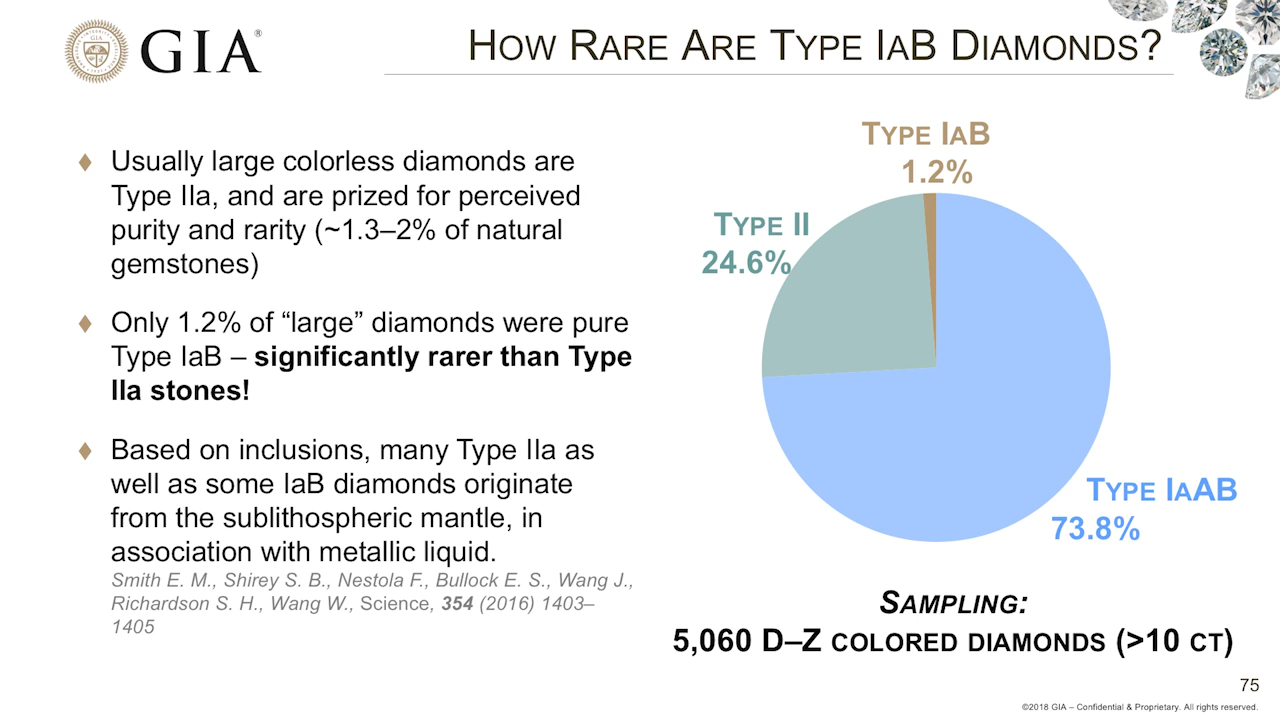 GIA®
HOW RARE ARE TYPE IAB DIAMONDS?
Usually large colorless diamonds are
Type IIa, and are prized for perceived
purity and rarity (~1.3–2% of natural
gemstones)
Only 1.2% of “large” diamonds were pure
Type IaB – significantly rarer than Type
IIa stones!
Based on inclusions, many Type IIa as
well as some IaB diamonds originate
from the sublithospheric mantle, in
association with metallic liquid.
Smith E. M., Shirey S. B., Nestola F., Bullock E. S., Wang J.,
Richardson S. H., Wang W., Science, 354 (2016) 1403–
1405
TYPE IAB
1.2%
TYPE II
24.6%
TYPE IAAB
73.8%
SAMPLING:
5,060 D–Z COLORED DIAMONDS (>10 CT)
75
©2018 GIA – Confidential & Proprietary. All rights reserved.